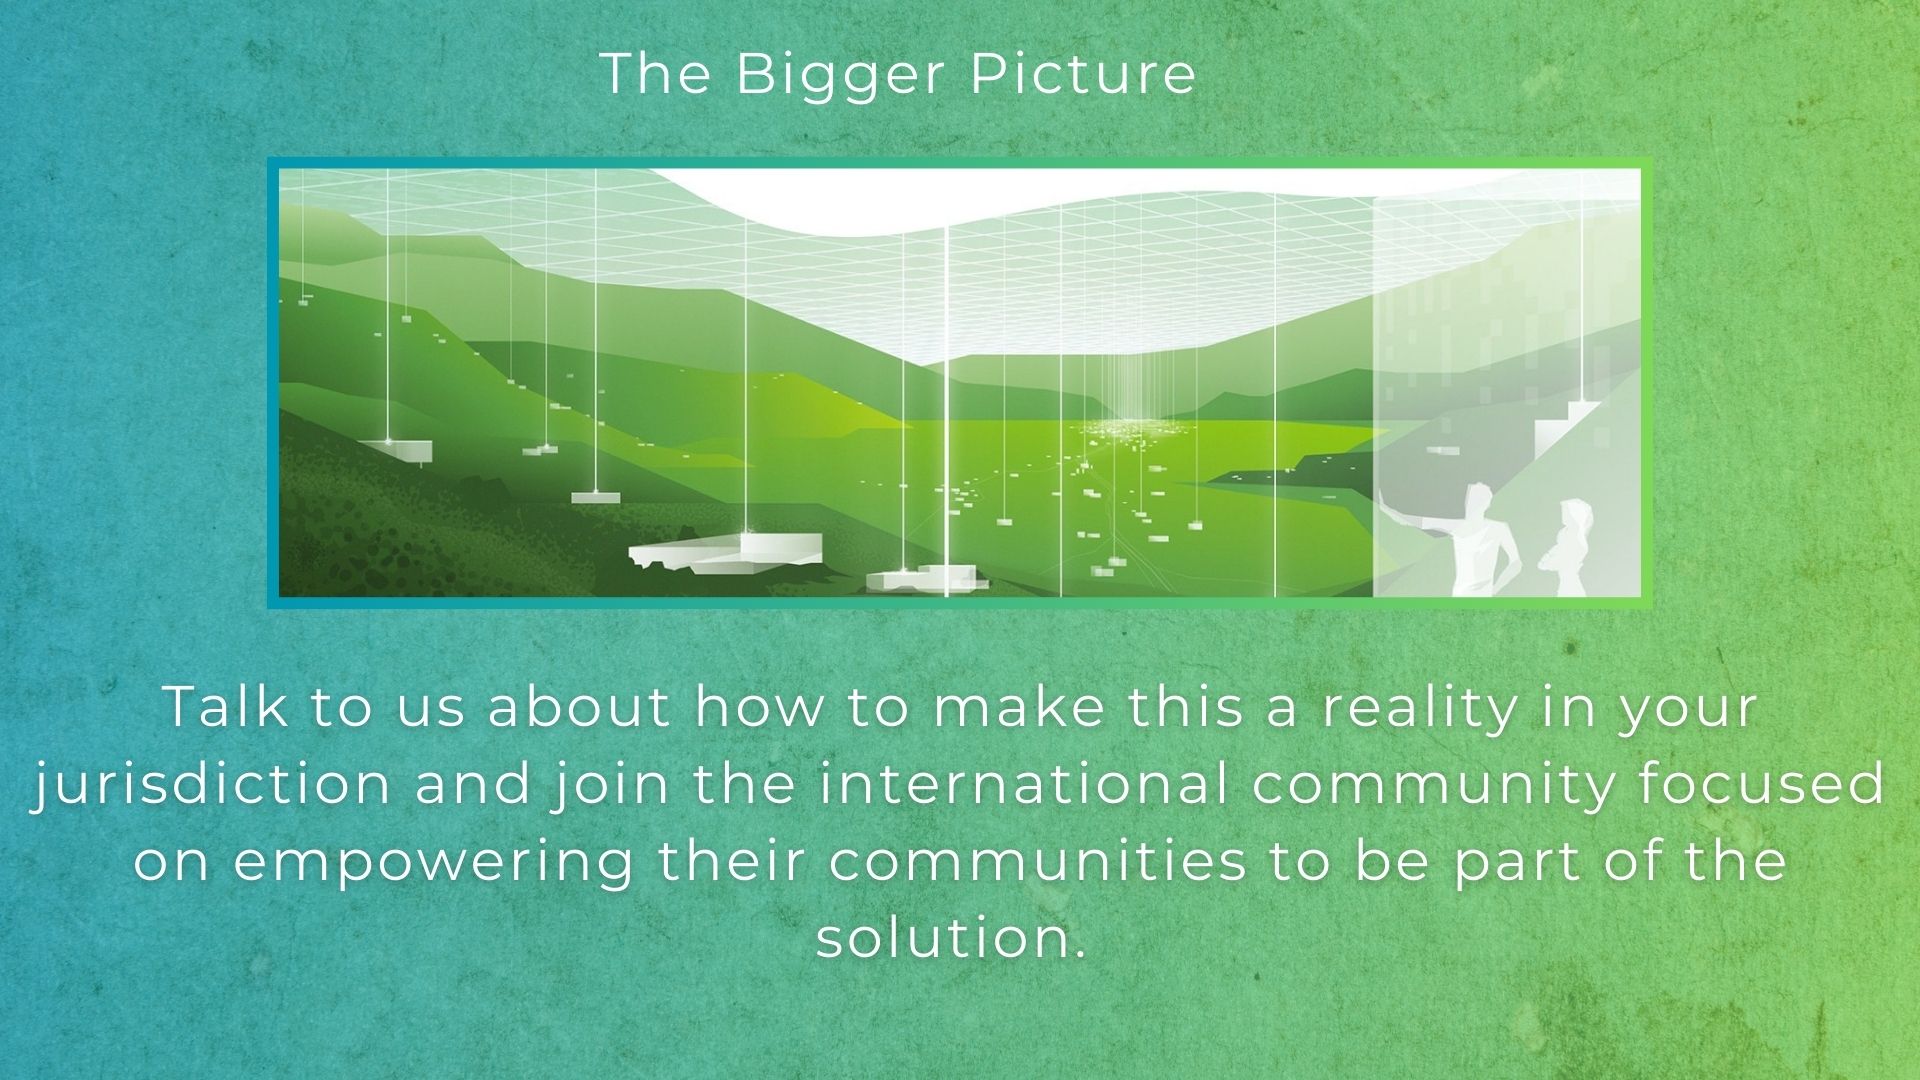 The Bigger Picture
Talk to us about how to make this a reality in your
jurisdiction and join the international community focused
on empowering their communities to be part of the
solution.